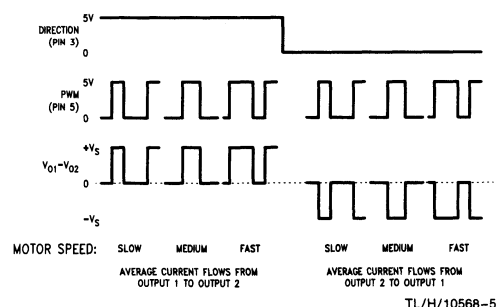 DIRECTION
(PIN 3)
5V
0
PWM
(PIN 5)
5V
0
V01-V02
+VS
0
-VS
MOTOR SPEED: SLOW MEDIUM FAST SLOW MEDIUM FAST
AVERAGE CURRENT FLOWS FROM
OUTPUT 1 TO OUTPUT 2
AVERAGE CURRENT FLOWS FROM
OUTPUT 2 TO OUTPUT 1
TL/H/10568-5